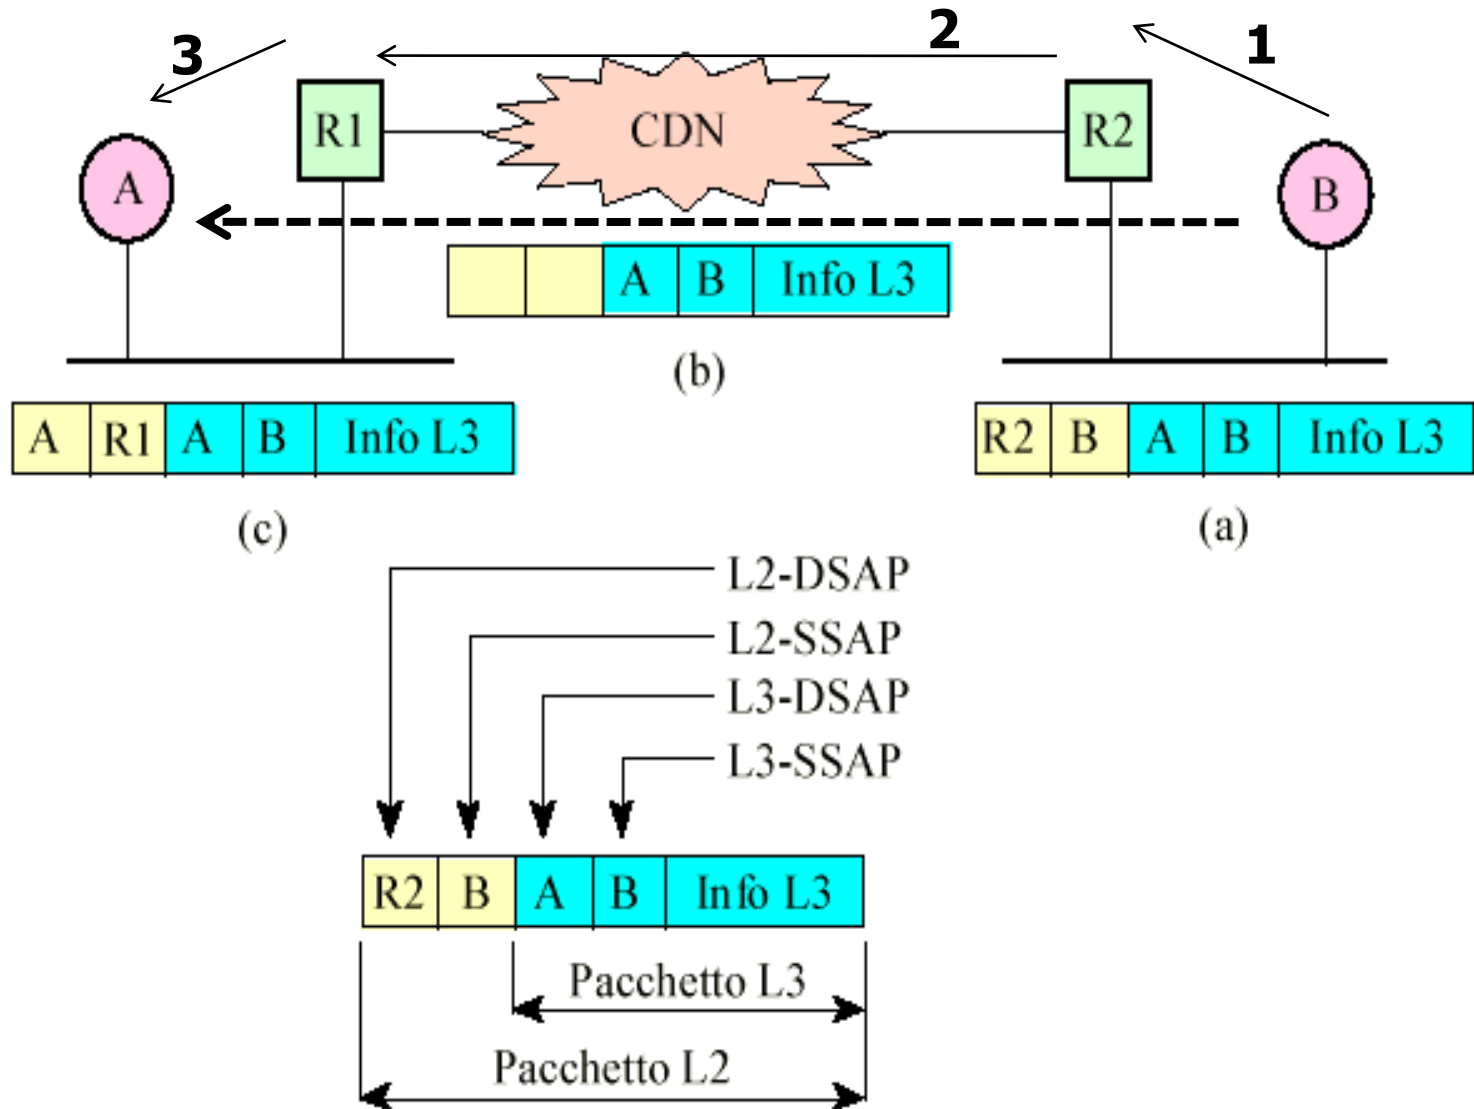 3
2
1
R1
CDN
R2
A
B
A B Info L3
(b)
A R1 A B Info L3
R2 B A B Info L3
(c)
(a)
L2-DSAP
L2-SSAP
L3-DSAP
L3-SSAP
R2 B A B Info L3
Pacchetto L3
Pacchetto L2